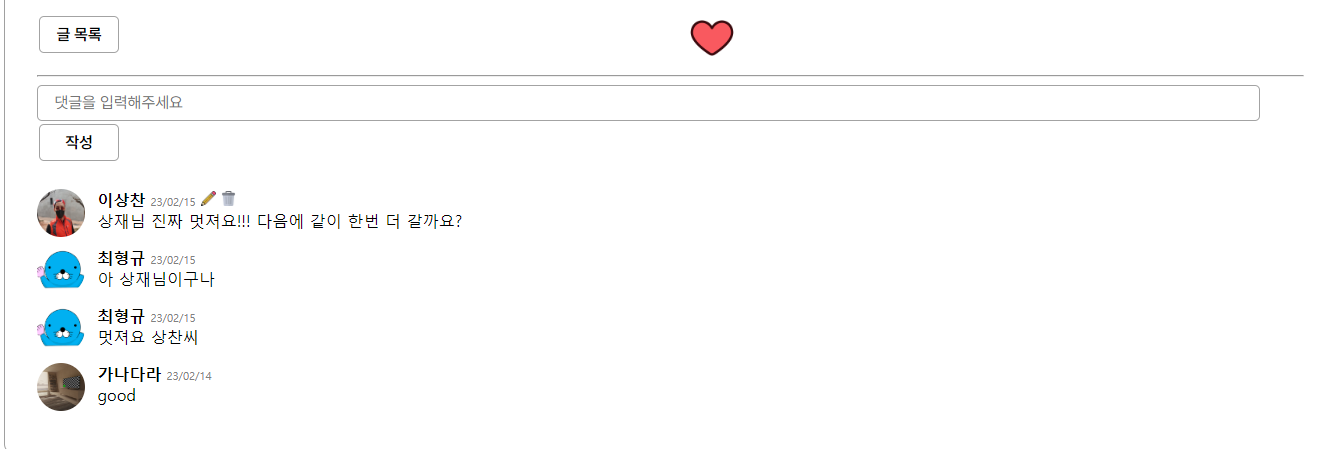 글 목록
댓글을 입력해주세요
작성
이상찬 23/02/15
상재님 진짜 멋져요!!! 다음에 같이 한번 더 갈까요?
최형규 23/02/15
아 상재님이구나
최형규 23/02/15
멋져요 상찬씨
가나다라 23/02/14
good